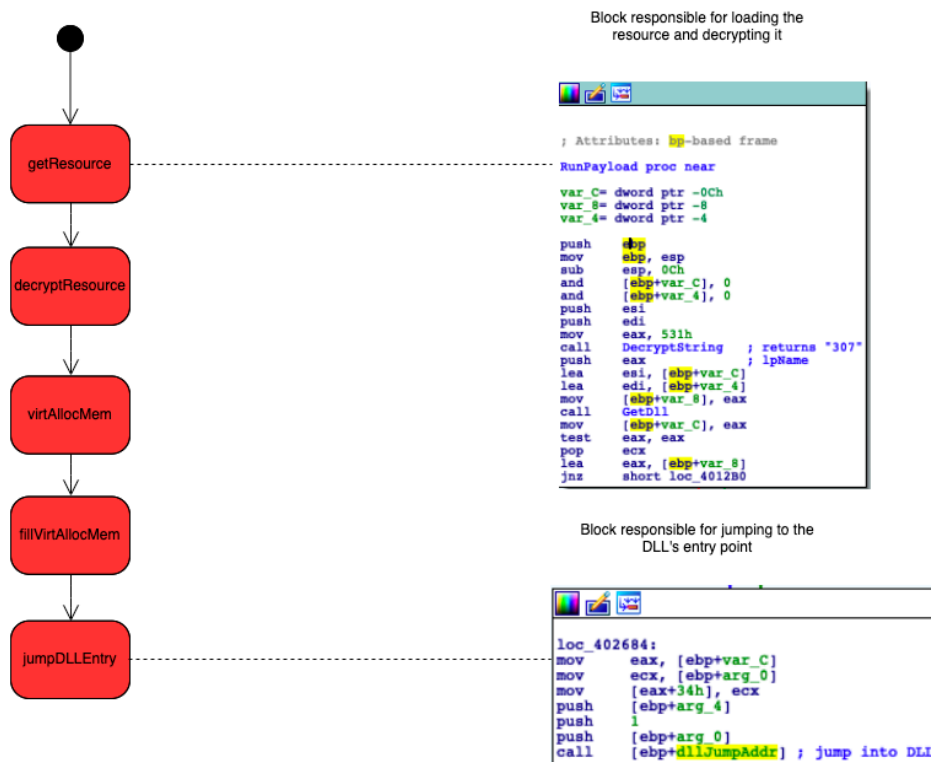 Block responsible for loading the
resource and decrypting it
getResource
decryptResource
virtAllocMem
fillVirtAllocMem
jumpDLLEntry
; Attributes: bp-based frame
RunPayload proc near
var_C= dword ptr -0Ch
var_8= dword ptr -8
var_4= dword ptr -4
push ebp
mov ebp, esp
sub esp, 0Ch
and [ebp+var_C], 0
and [ebp+var_4], 0
push esi
push edi
mov eax, 531h
call DecryptString ; returns "307"
push eax ; lpName
lea esi, [ebp+var_C]
lea edi, [ebp+var_4]
mov [ebp+var_8], eax
call GetDll
mov [ebp+var_C], eax
test eax, eax
pop ecx
lea eax, [ebp+var_8]
jnz short loc_4012B0
Block responsible for jumping to the
DLL's entry point
loc_402684:
mov eax, [ebp+var_C]
mov ecx, [ebp+arg_0]
mov [eax+34h], ecx
push [ebp+arg_4]
push 1
push [ebp+arg_0]
call [ebp+dllJumpAddr] ; jump into DLL